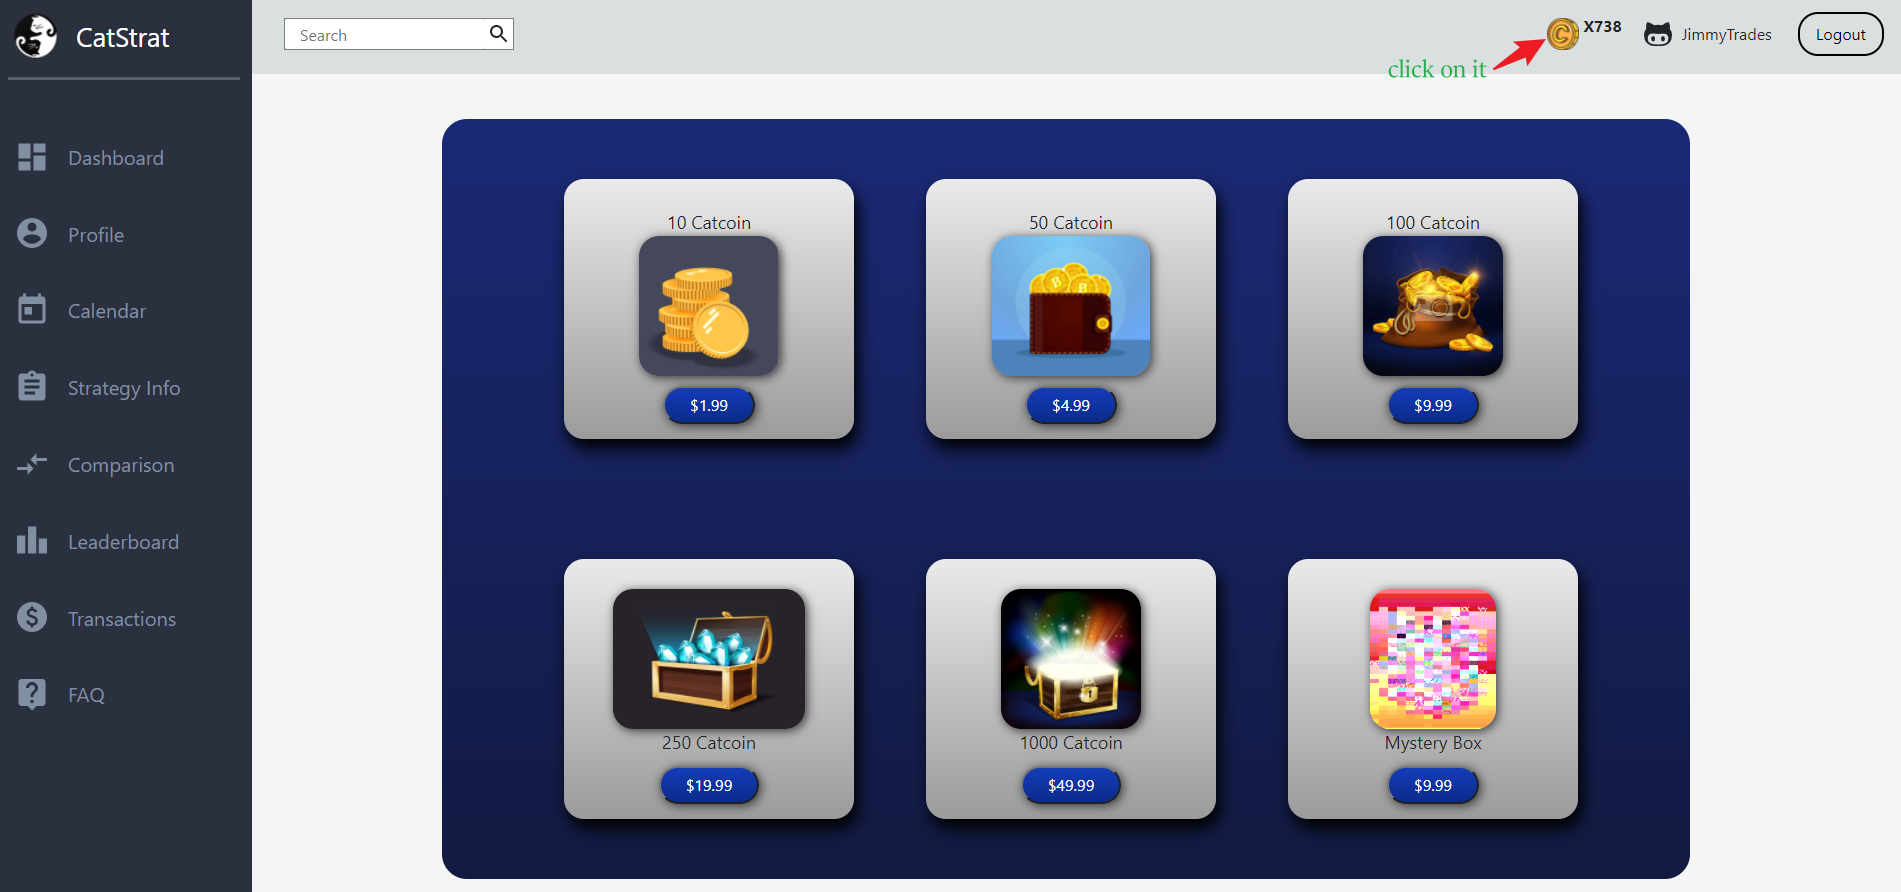 CatStrat
Search
X738
JimmyTrades
Logout
click on it
Dashboard
Profile
Calendar
Strategy Info
Comparison
Leaderboard
Transactions
FAQ
10 Catcoin
$1.99
50 Catcoin
$4.99
100 Catcoin
$9.99
250 Catcoin
$19.99
1000 Catcoin
$49.99
Mystery Box
$9.99